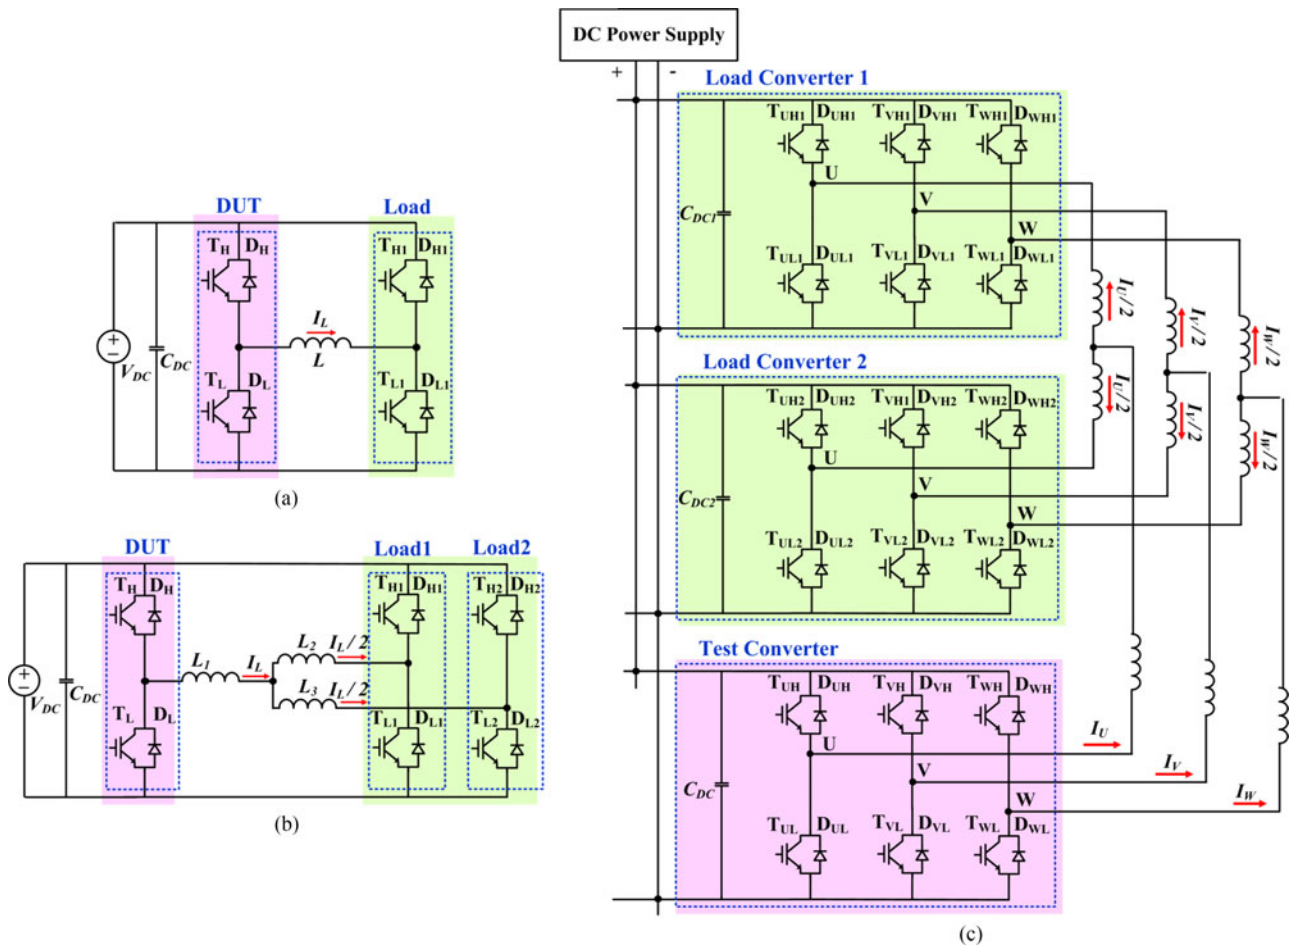 DUT
Load
T_H D_H
T_H1 D_H1
I_L
L
V_DC
C_DC
T_L D_L
T_L1 D_L1
(a)
DUT
Load1
Load2
T_H D_H
T_H1 D_H1
T_H2 D_H2
L_1
I_L
L_2 I_L/2
L_3 I_L/2
V_DC
C_DC
T_L D_L
T_L1 D_L1
T_L2 D_L2
(b)
DC Power Supply
+ -
Load Converter 1
T_UH1 D_UH1 T_VH1 D_VH1 T_WH1 D_WH1
U
V
W
C_DC1
T_UL1 D_UL1 T_VL1 D_VL1 T_WL1 D_WL1
I_U/2
I_V/2
I_W/2
Load Converter 2
T_UH2 D_UH2 T_VH1 D_VH2 T_WH2 D_WH2
I_U/2
I_V/2
I_W/2
U
V
W
C_DC2
T_UL2 D_UL2 T_VL2 D_VL2 T_WL2 D_WL2
Test Converter
T_UH D_UH T_VH D_VH T_WH D_WH
U
V
W
I_U
I_V
I_W
C_DC
T_UL D_UL T_VL D_VL T_WL D_WL
(c)